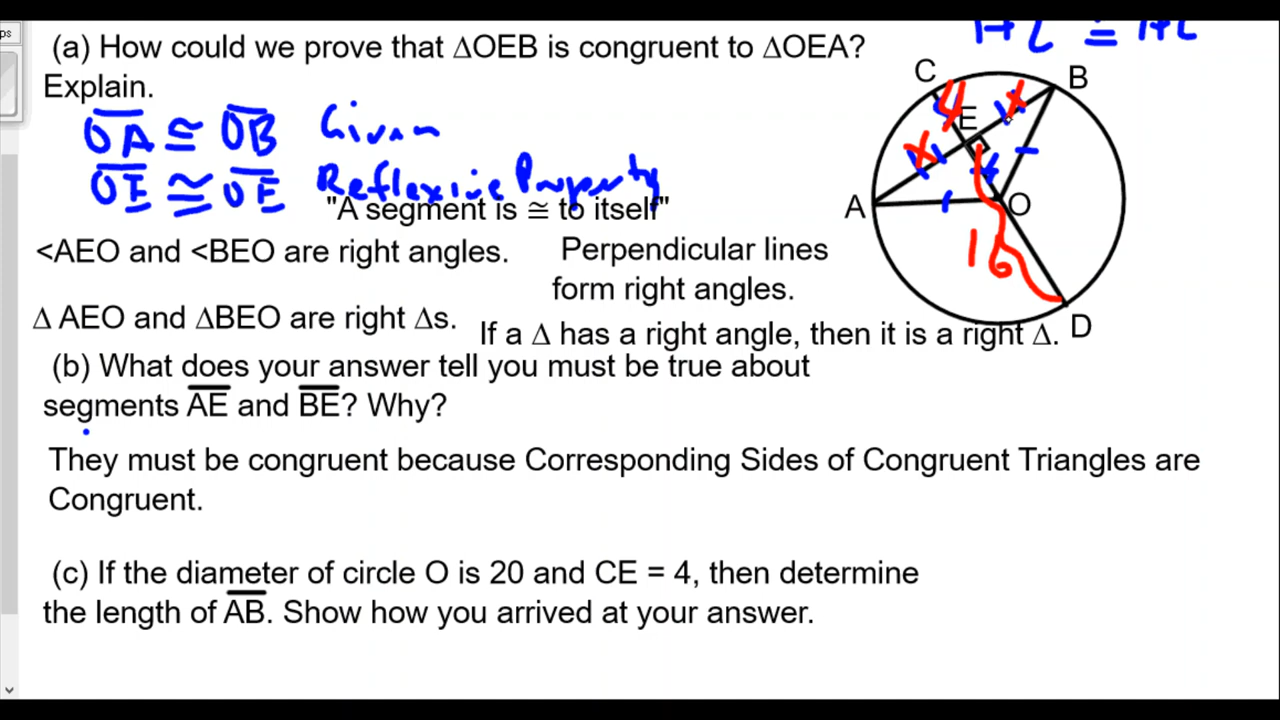 ps
(a) How could we prove that ΔOEB is congruent to ΔOEA?
Explain.
OA ≅ OB Given
OE ≅ OE Reflexive Property
"A segment is ≅ to itself"
<AEO and <BEO are right angles.
Perpendicular lines
form right angles.
Δ AEO and ΔBEO are right Δs.
If a Δ has a right angle, then it is a right Δ.
C
B
4
x
E
x
A
O
16
D
(b) What does your answer tell you must be true about
segments AE and BE? Why?
They must be congruent because Corresponding Sides of Congruent Triangles are
Congruent.
(c) If the diameter of circle O is 20 and CE = 4, then determine
the length of AB. Show how you arrived at your answer.